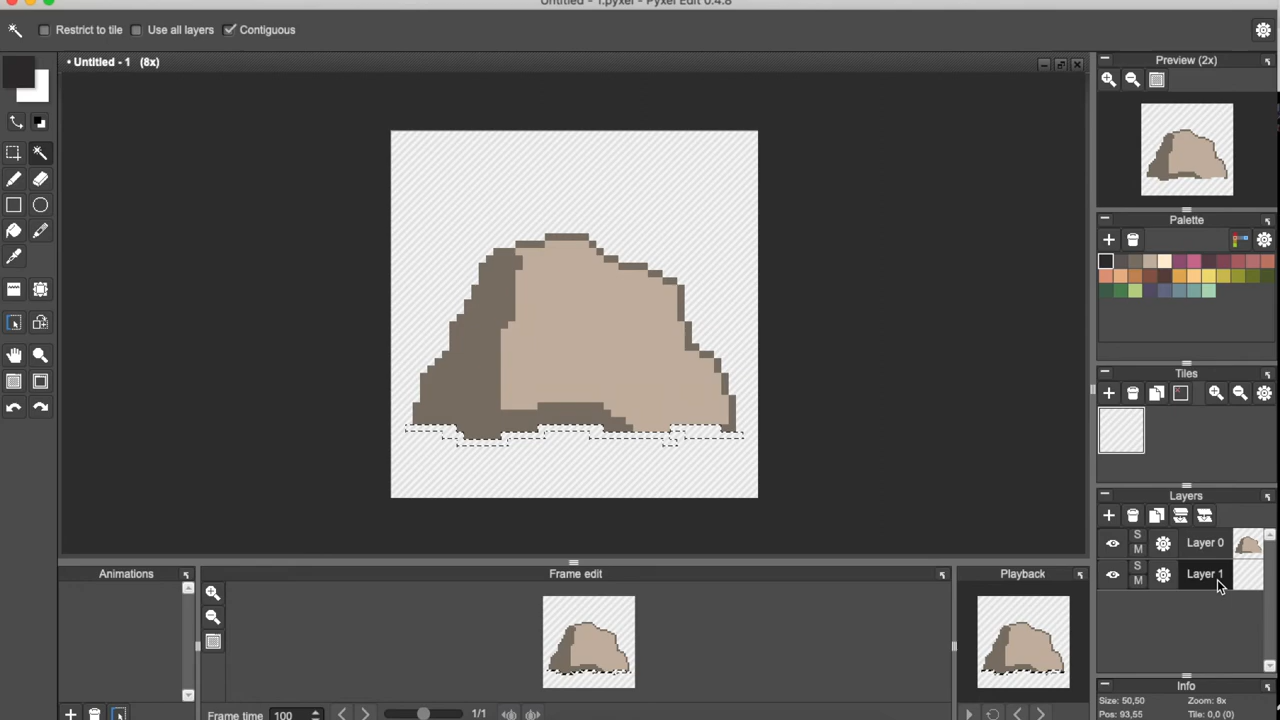 Untitled - 1.pyxel - Pyxel Edit 0.4.8
Restrict to tile Use all layers Contiguous
• Untitled - 1 (8x)
Preview (2x)
Palette
Tiles
Layers
S
M
Layer 0
S
M
Layer 1
Animations
Frame edit
Playback
Frame time 100
1/1
Info
Size: 50,50 Zoom: 8x
Pos: 93,55 Tile: 0,0 (0)